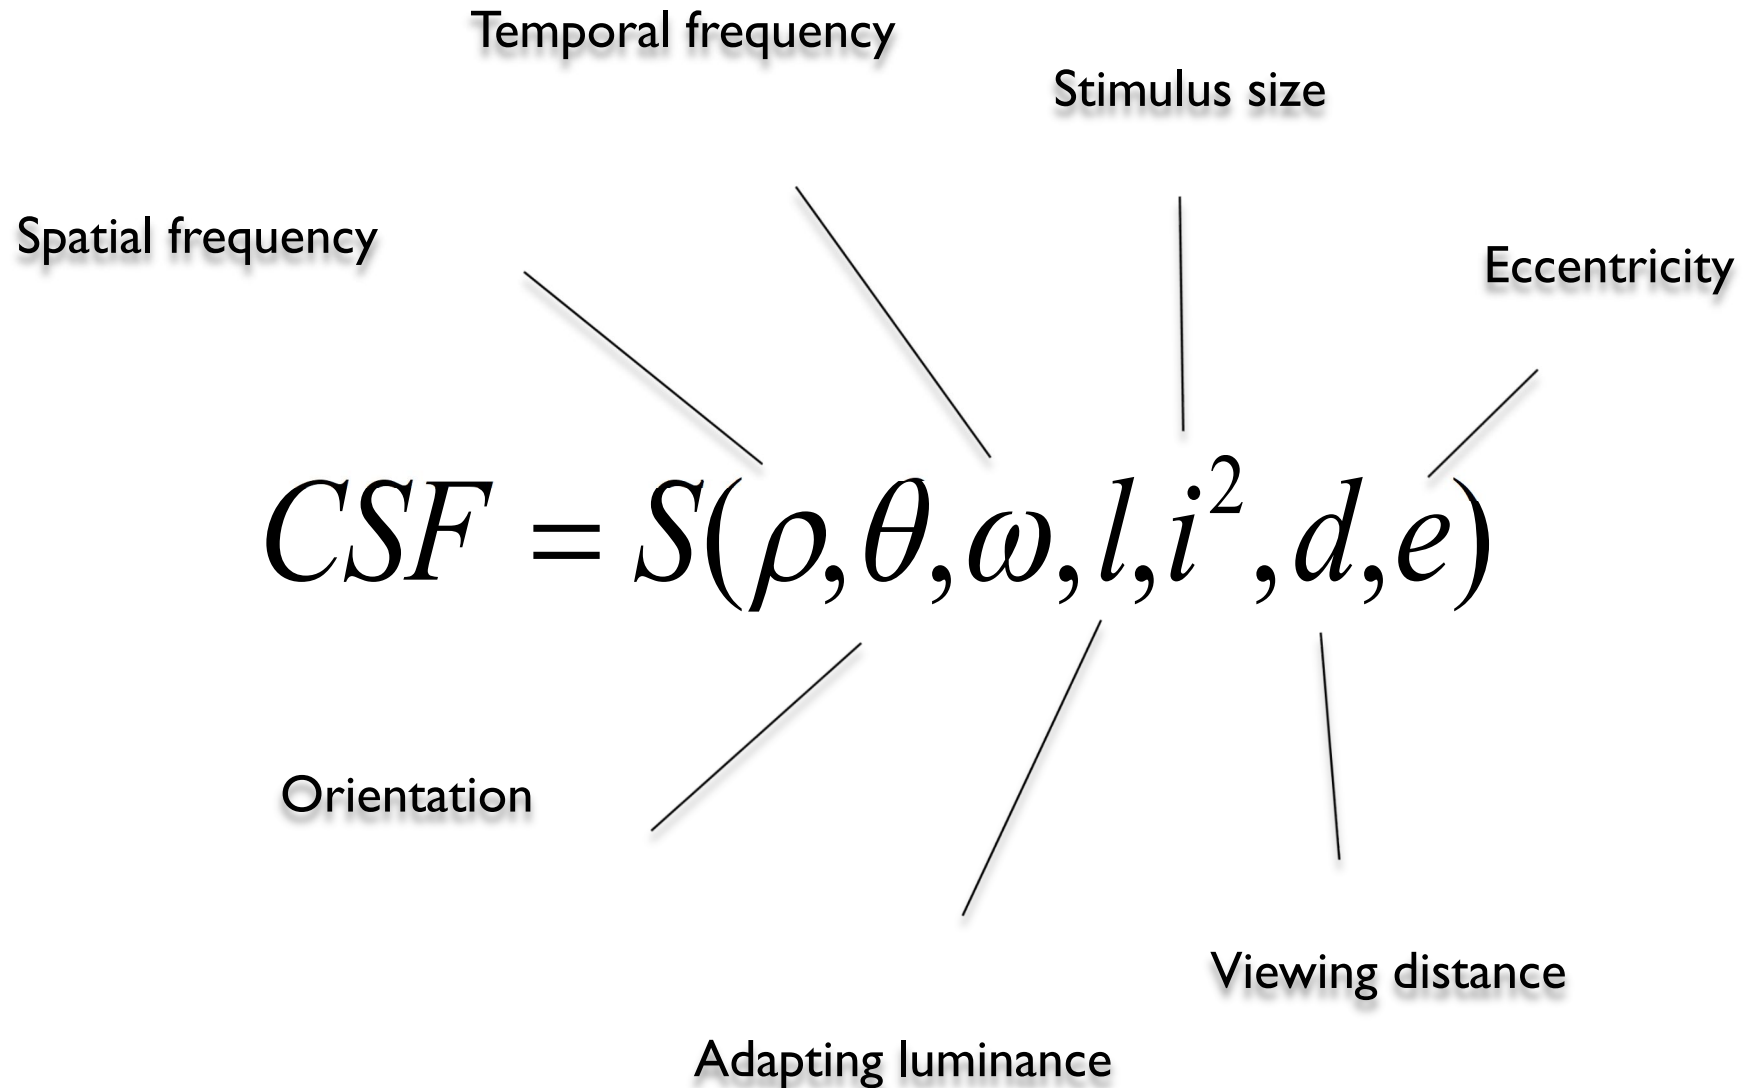 Temporal frequency
Stimulus size
Spatial frequency
Eccentricity
CSF = S(ρ,θ,ω,l,i²,d,e)
Orientation
Viewing distance
Adapting luminance